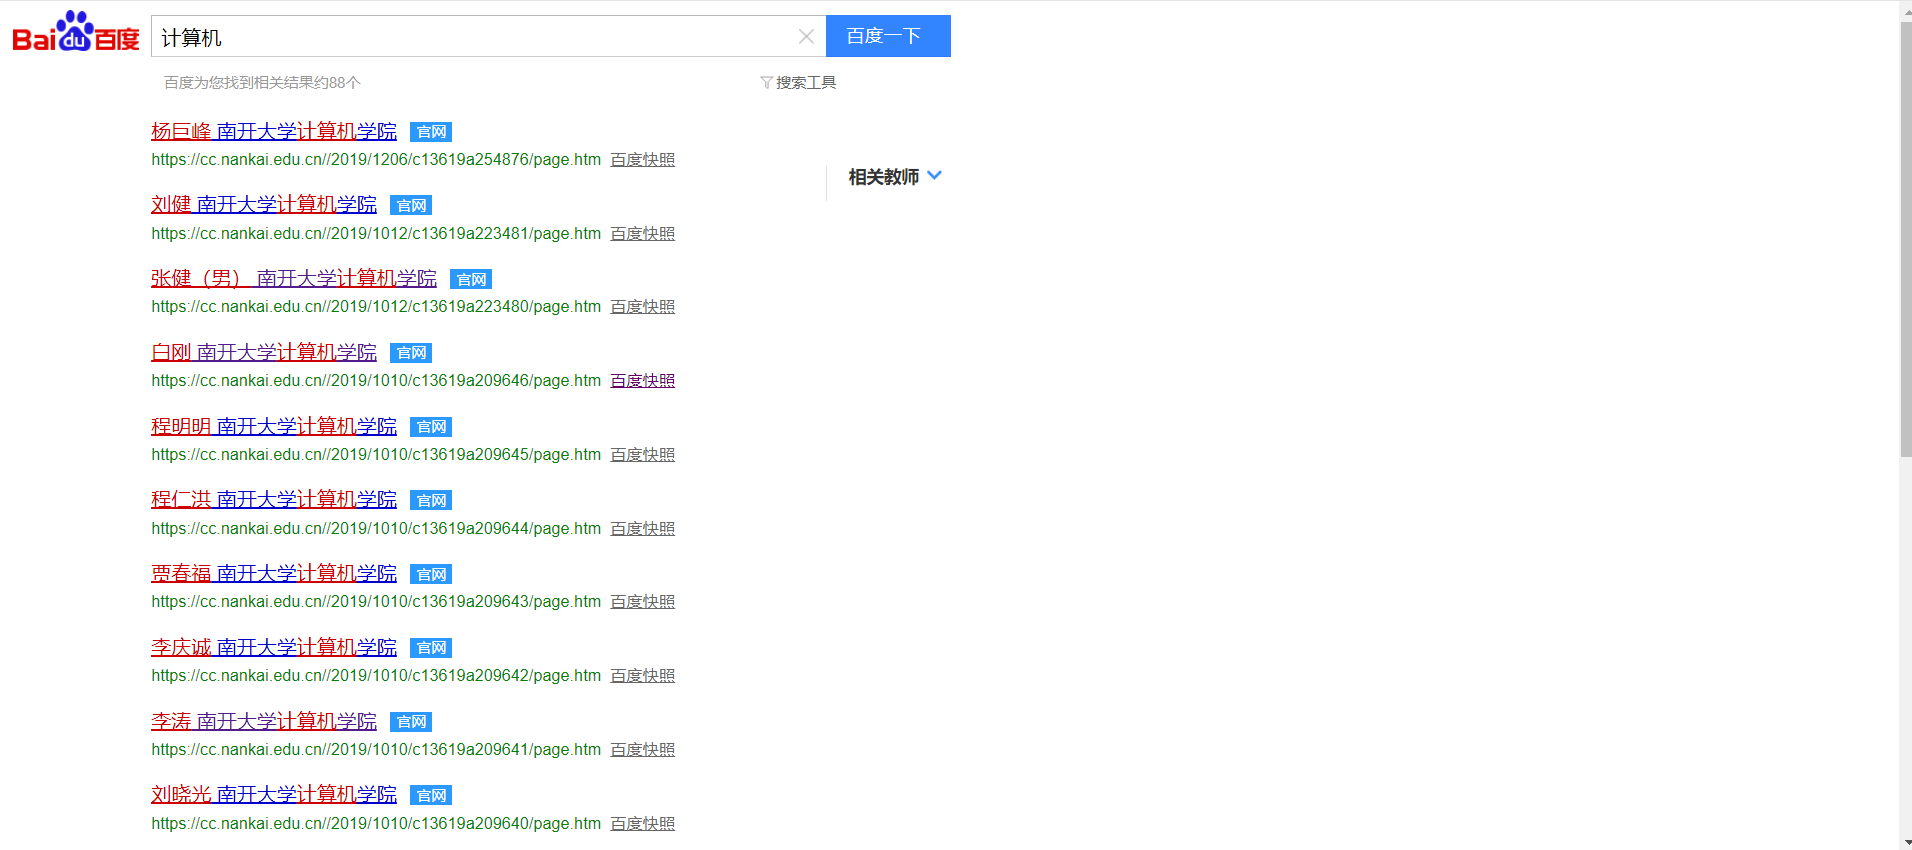 Bai du 百度 计算机 百度一下
百度为您找到相关结果约88个 搜索工具
杨巨峰 南开大学计算机学院 官网
https://cc.nankai.edu.cn//2019/1206/c13619a254876/page.htm 百度快照
相关教师
刘健 南开大学计算机学院 官网
https://cc.nankai.edu.cn//2019/1012/c13619a223481/page.htm 百度快照
张健（男） 南开大学计算机学院 官网
https://cc.nankai.edu.cn//2019/1012/c13619a223480/page.htm 百度快照
白刚 南开大学计算机学院 官网
https://cc.nankai.edu.cn//2019/1010/c13619a209646/page.htm 百度快照
程明明 南开大学计算机学院 官网
https://cc.nankai.edu.cn//2019/1010/c13619a209645/page.htm 百度快照
程仁洪 南开大学计算机学院 官网
https://cc.nankai.edu.cn//2019/1010/c13619a209644/page.htm 百度快照
贾春福 南开大学计算机学院 官网
https://cc.nankai.edu.cn//2019/1010/c13619a209643/page.htm 百度快照
李庆诚 南开大学计算机学院 官网
https://cc.nankai.edu.cn//2019/1010/c13619a209642/page.htm 百度快照
李涛 南开大学计算机学院 官网
https://cc.nankai.edu.cn//2019/1010/c13619a209641/page.htm 百度快照
刘晓光 南开大学计算机学院 官网
https://cc.nankai.edu.cn//2019/1010/c13619a209640/page.htm 百度快照